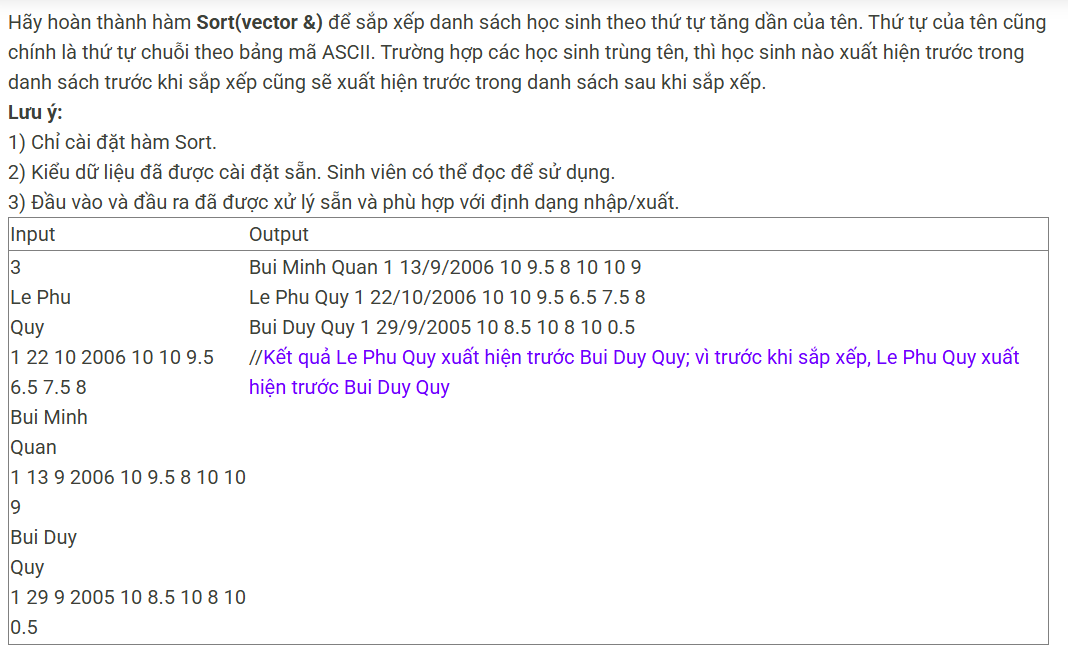 Hãy hoàn thành hàm Sort(vector &) để sắp xếp danh sách học sinh theo thứ tự tăng dần của tên. Thứ tự của tên cũng
chính là thứ tự chuỗi theo bảng mã ASCII. Trường hợp các học sinh trùng tên, thì học sinh nào xuất hiện trước trong
danh sách trước khi sắp xếp cũng sẽ xuất hiện trước trong danh sách sau khi sắp xếp.
Lưu ý:
1) Chỉ cài đặt hàm Sort.
2) Kiểu dữ liệu đã được cài đặt sẵn. Sinh viên có thể đọc để sử dụng.
3) Đầu vào và đầu ra đã được xử lý sẵn và phù hợp với định dạng nhập/xuất.
Input
3
Le Phu
Quy
1 22 10 2006 10 10 9.5
6.5 7.5 8
Bui Minh
Quan
1 13 9 2006 10 9.5 8 10 10
9
Bui Duy
Quy
1 29 9 2005 10 8.5 10 8 10
0.5
Output
Bui Minh Quan 1 13/9/2006 10 9.5 8 10 10 9
Le Phu Quy 1 22/10/2006 10 10 9.5 6.5 7.5 8
Bui Duy Quy 1 29/9/2005 10 8.5 10 8 10 0.5
//Kết quả Le Phu Quy xuất hiện trước Bui Duy Quy; vì trước khi sắp xếp, Le Phu Quy xuất
hiện trước Bui Duy Quy